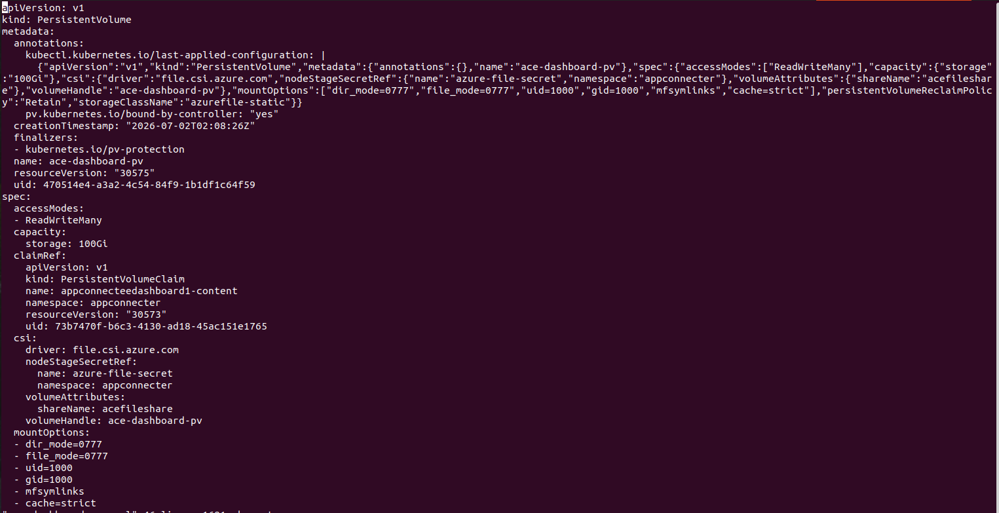 apiVersion: v1
kind: PersistentVolume
metadata:
  annotations:
    kubectl.kubernetes.io/last-applied-configuration: |
      {"apiVersion":"v1","kind":"PersistentVolume","metadata":{"annotations":{},"name":"ace-dashboard-pv"},"spec":{"accessModes":["ReadWriteMany"],"capacity":{"storage"
:"100Gi"},"csi":{"driver":"file.csi.azure.com","nodeStageSecretRef":{"name":"azure-file-secret","namespace":"appconnecter"},"volumeAttributes":{"shareName":"acefileshar
e"},"volumeHandle":"ace-dashboard-pv"},"mountOptions":["dir_mode=0777","file_mode=0777","uid=1000","gid=1000","mfsymlinks","cache=strict"],"persistentVolumeReclaimPolic
y":"Retain","storageClassName":"azurefile-static"}}
    pv.kubernetes.io/bound-by-controller: "yes"
  creationTimestamp: "2026-07-02T02:08:26Z"
  finalizers:
  - kubernetes.io/pv-protection
  name: ace-dashboard-pv
  resourceVersion: "30575"
  uid: 470514e4-a3a2-4c54-84f9-1b1df1c64f59
spec:
  accessModes:
  - ReadWriteMany
  capacity:
    storage: 100Gi
  claimRef:
    apiVersion: v1
    kind: PersistentVolumeClaim
    name: appconnecteedashboard1-content
    namespace: appconnecter
    resourceVersion: "30573"
    uid: 73b7470f-b6c3-4130-ad18-45ac151e1765
  csi:
    driver: file.csi.azure.com
    nodeStageSecretRef:
      name: azure-file-secret
      namespace: appconnecter
    volumeAttributes:
      shareName: acefileshare
    volumeHandle: ace-dashboard-pv
  mountOptions:
  - dir_mode=0777
  - file_mode=0777
  - uid=1000
  - gid=1000
  - mfsymlinks
  - cache=strict